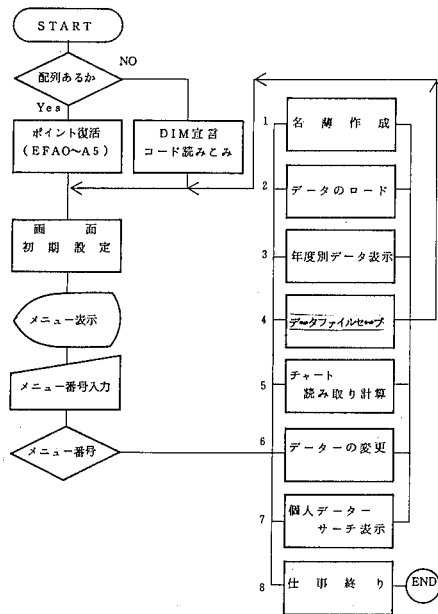 START
配列あるか
NO
Yes
ポイント復活
(EFA0〜A5)
DIM宣言
コード読みこみ
画面
初期設定
メニュー表示
メニュー番号入力
メニュー番号
1
名簿作成
2
データのロード
3
年度別データ表示
4
データファイルセーブ
5
チャート
読み取り計算
6
データーの変更
7
個人データー
サーチ表示
8
仕事終り
END